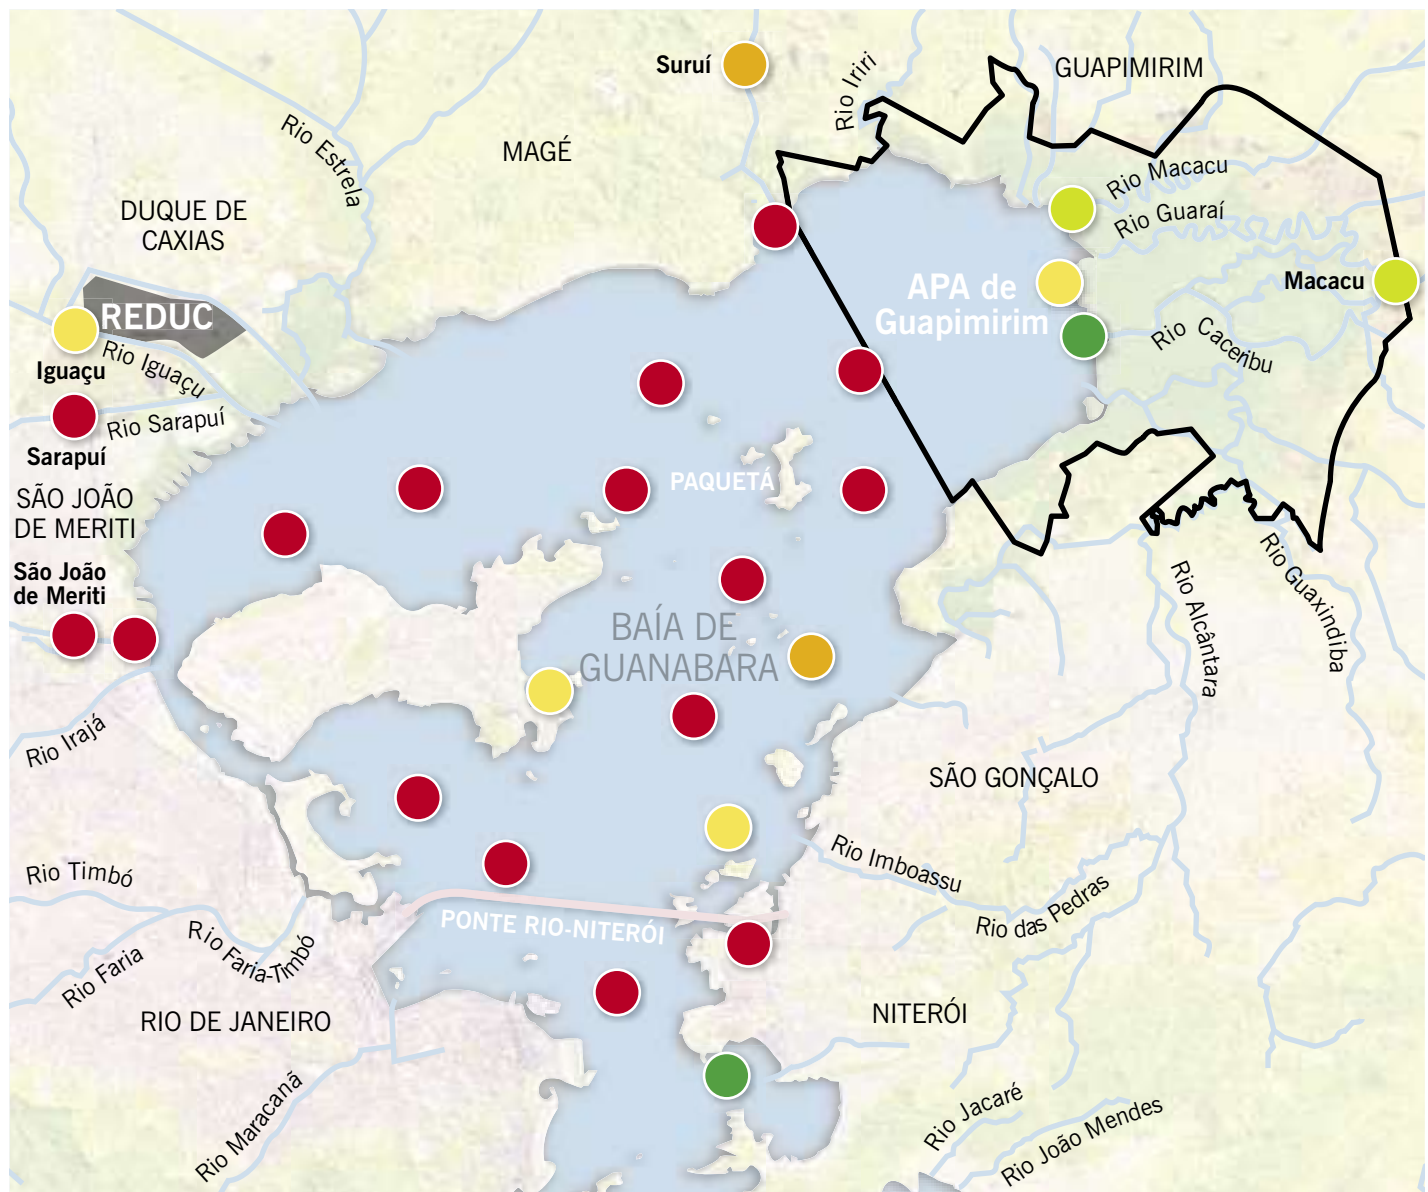 Suruí
Rio Iriri
GUAPIMIRIM
Rio Estrela
MAGÉ
Rio Macacu
Rio Guaraí
DUQUE DE
CAXIAS
Macacu
APA de
Guapimirim
REDUC
Rio Caceribu
Iguaçu
Rio Iguaçu
Rio Sarapuí
Sarapuí
PAQUETÁ
SÃO JOÃO
DE MERITI
São João
de Meriti
Rio Alcântara
Rio Guaxindiba
BAÍA DE
GUANABARA
Rio Irajá
SÃO GONÇALO
Rio Imboassu
Rio Timbó
Rio das Pedras
PONTE RIO-NITERÓI
Rio Faria-Timbó
Rio Faria
RIO DE JANEIRO
NITERÓI
Rio Maracanã
Rio Jacaré
Rio João Mendes